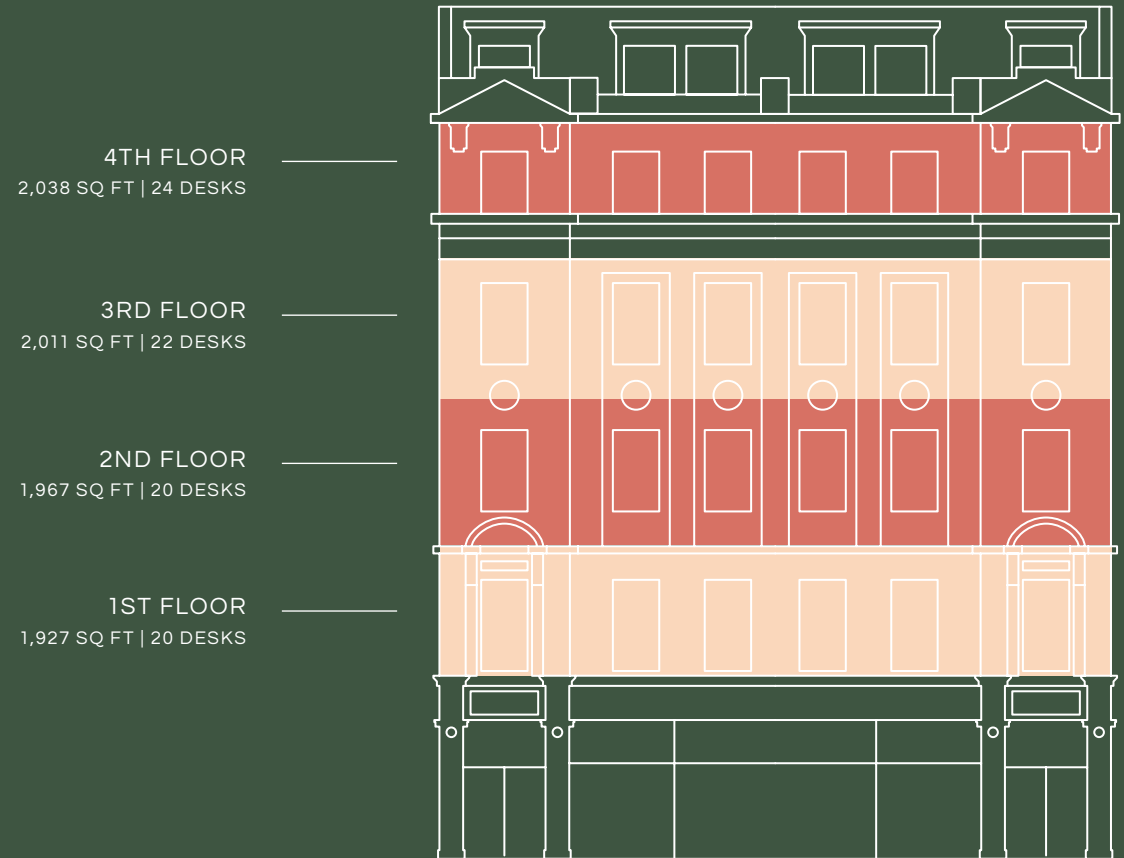 4TH FLOOR
2,038 SQ FT | 24 DESKS
3RD FLOOR
2,011 SQ FT | 22 DESKS
2ND FLOOR
1,967 SQ FT | 20 DESKS
1ST FLOOR
1,927 SQ FT | 20 DESKS